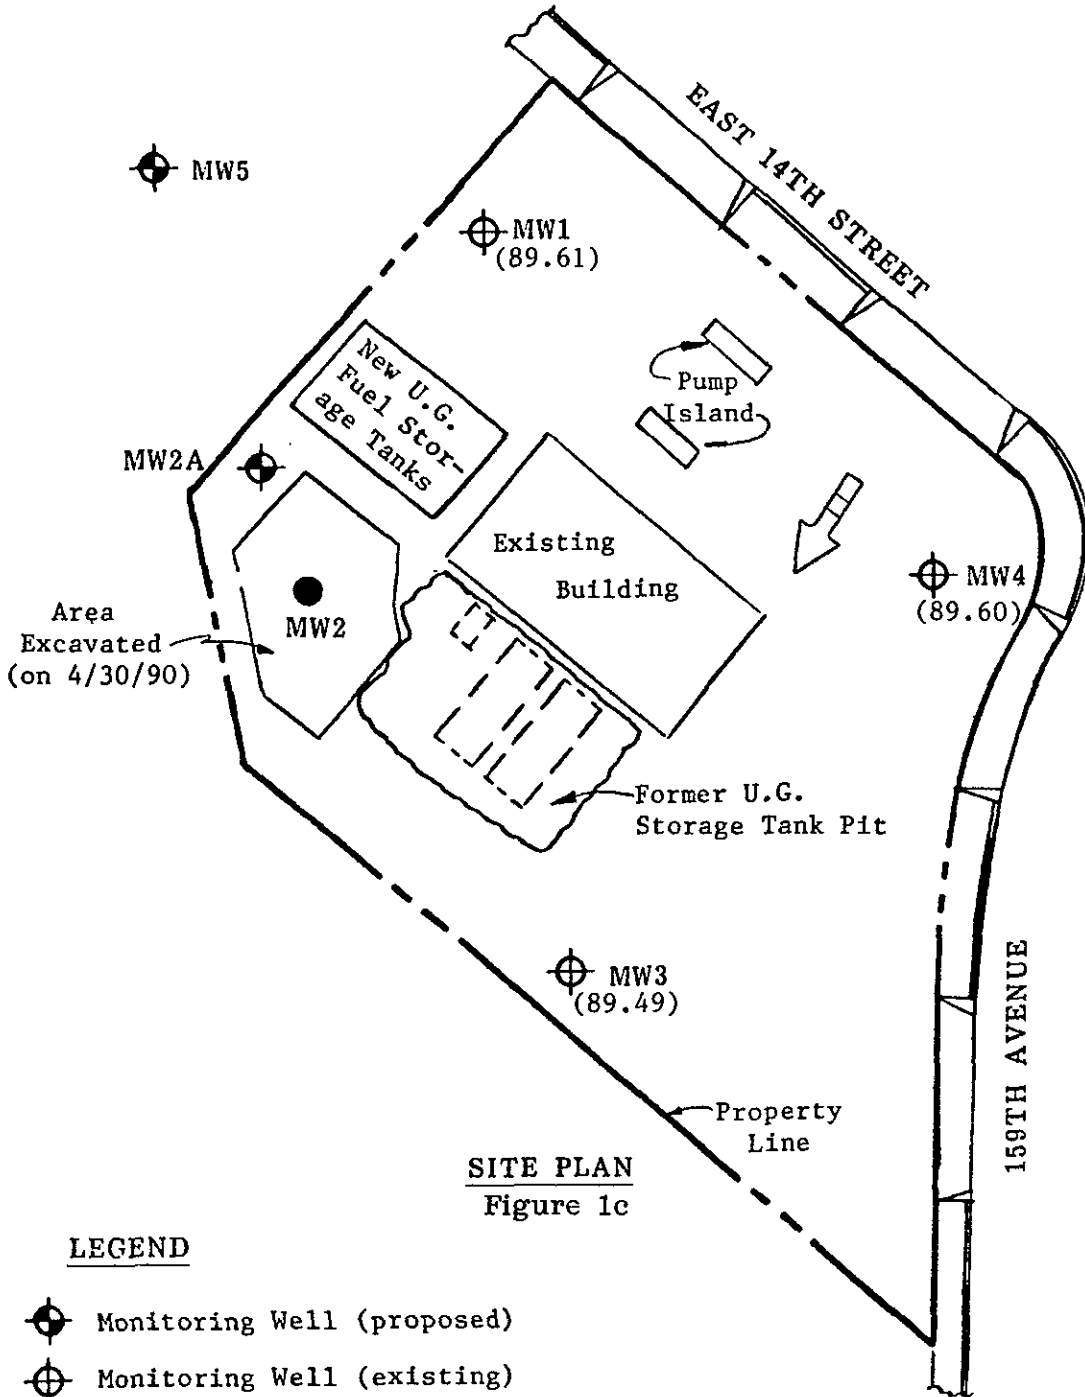 EAST 14TH STREET
MW5
MW1
(89.61)
New U.G.
Fuel Stor-
age Tanks
Pump
Island
MW2A
Existing
Building
MW4
(89.60)
MW2
Area
Excavated
(on 4/30/90)
Former U.G.
Storage Tank Pit
MW3
(89.49)
159TH AVENUE
Property
Line
SITE PLAN
Figure 1c
LEGEND
Monitoring Well (proposed)
Monitoring Well (existing)